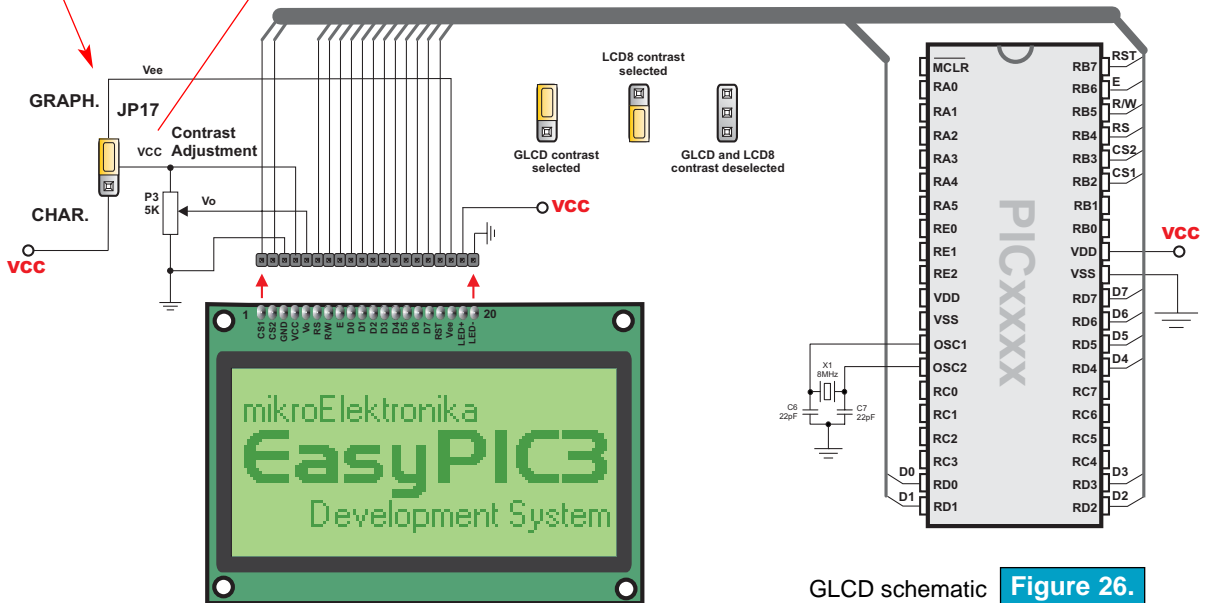 Vee
GRAPH.
JP17
Contrast
Adjustment
VCC
P3
5K
Vo
CHAR.
VCC
LCD8 contrast
selected
GLCD contrast
selected
GLCD and LCD8
contrast deselected
VCC
1
20
CS1
CS2
GND
VCC
Vo
RS
R/W
E
D0
D1
D2
D3
D4
D5
D6
D7
RST
Vee
LED+
LED-
mikroElektronika
EasyPIC3
Development System
X1
8MHz
C6
22pF
C7
22pF
MCLR
RA0
RA1
RA2
RA3
RA4
RA5
RE0
RE1
RE2
VDD
VSS
OSC1
OSC2
RC0
RC1
RC2
RC3
D0
RD0
D1
RD1
PICxxxx
RB7
RST
RB6
E
RB5
R/W
RB4
RS
RB3
CS2
RB2
CS1
RB1
RB0
VDD
VCC
VSS
RD7
D7
RD6
D6
RD5
D5
RD4
D4
RC7
RC6
RC5
RC4
RD3
D3
RD2
D2
GLCD schematic Figure 26.